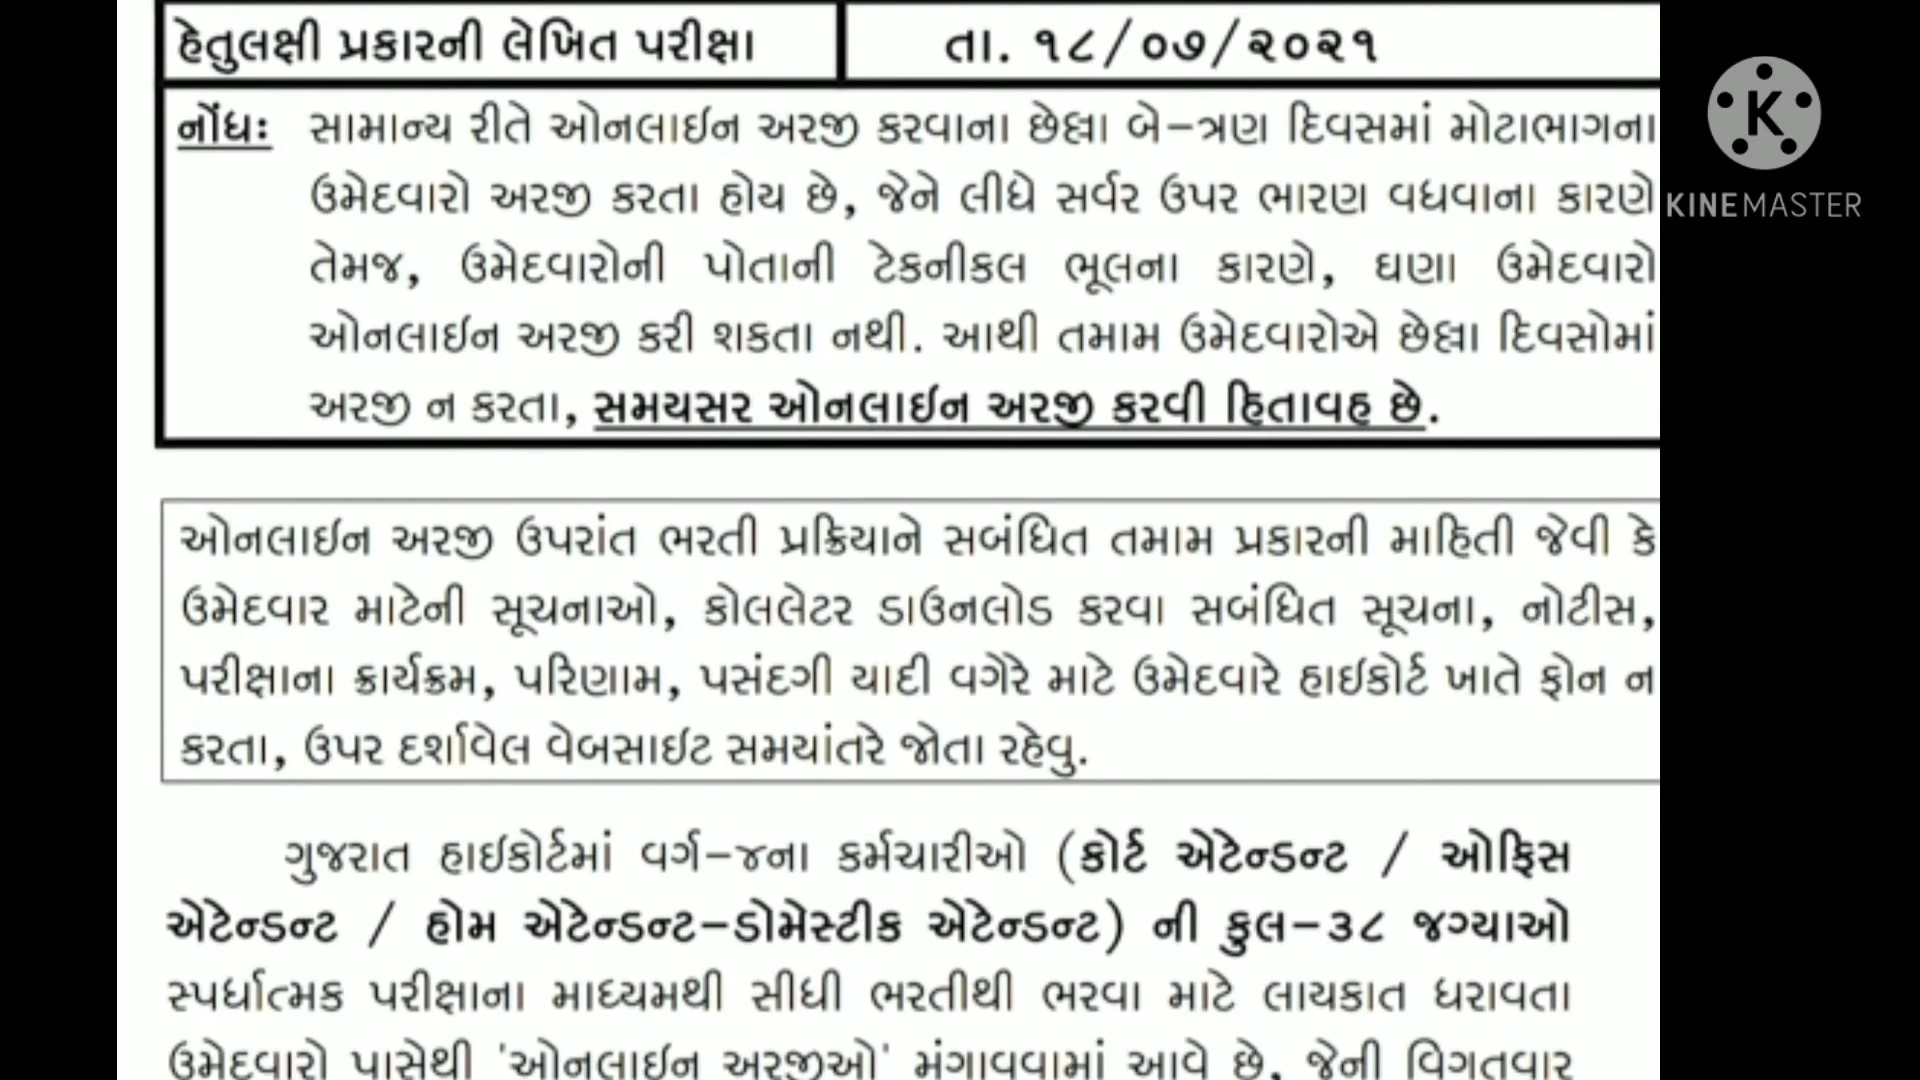 હેતુલક્ષી પ્રકારની લેખિત પરીક્ષા તા. ૧૮/૦૭/૨૦૨૧
નોંધઃ સામાન્ય રીતે ઓનલાઈન અરજી કરવાના છેલ્લા બે-ત્રણ દિવસમાં મોટાભાગના
ઉમેદવારો અરજી કરતા હોય છે, જેને લીધે સર્વર ઉપર ભારણ વધવાના કારણે
તેમજ, ઉમેદવારોની પોતાની ટેકનીકલ ભૂલના કારણે, ઘણા ઉમેદવારો
ઓનલાઈન અરજી કરી શકતા નથી. આથી તમામ ઉમેદવારોએ છેલ્લા દિવસોમાં
અરજી ન કરતા, સમયસર ઓનલાઈન અરજી કરવી હિતાવહ છે.
ઓનલાઈન અરજી ઉપરાંત ભરતી પ્રક્રિયાને સબંધિત તમામ પ્રકારની માહિતી જેવી કે
ઉમેદવાર માટેની સૂચનાઓ, કોલલેટર ડાઉનલોડ કરવા સબંધિત સૂચના, નોટીસ,
પરીક્ષાના ક્રાર્યક્રમ, પરિણામ, પસંદગી યાદી વગેરે માટે ઉમેદવારે હાઈકોર્ટ ખાતે ફોન ન
કરતા, ઉપર દર્શાવેલ વેબસાઈટ સમયાંતરે જોતા રહેવુ.
ગુજરાત હાઈકોર્ટમાં વર્ગ-૪ના કર્મચારીઓ (કોર્ટ એટેન્ડન્ટ / ઓફિસ
એટેન્ડન્ટ / હોમ એટેન્ડન્ટ-ડોમેસ્ટીક એટેન્ડન્ટ) ની કુલ-૩૮ જગ્યાઓ
સ્પર્ધાત્મક પરીક્ષાના માધ્યમથી સીધી ભરતીથી ભરવા માટે લાયકાત ધરાવતા
ઉમેદવારો પાસેથી 'ઓનલાઈન અરજીઓ' મંગાવવામાં આવે છે, જેની વિગતવાર
K
KINEMASTER